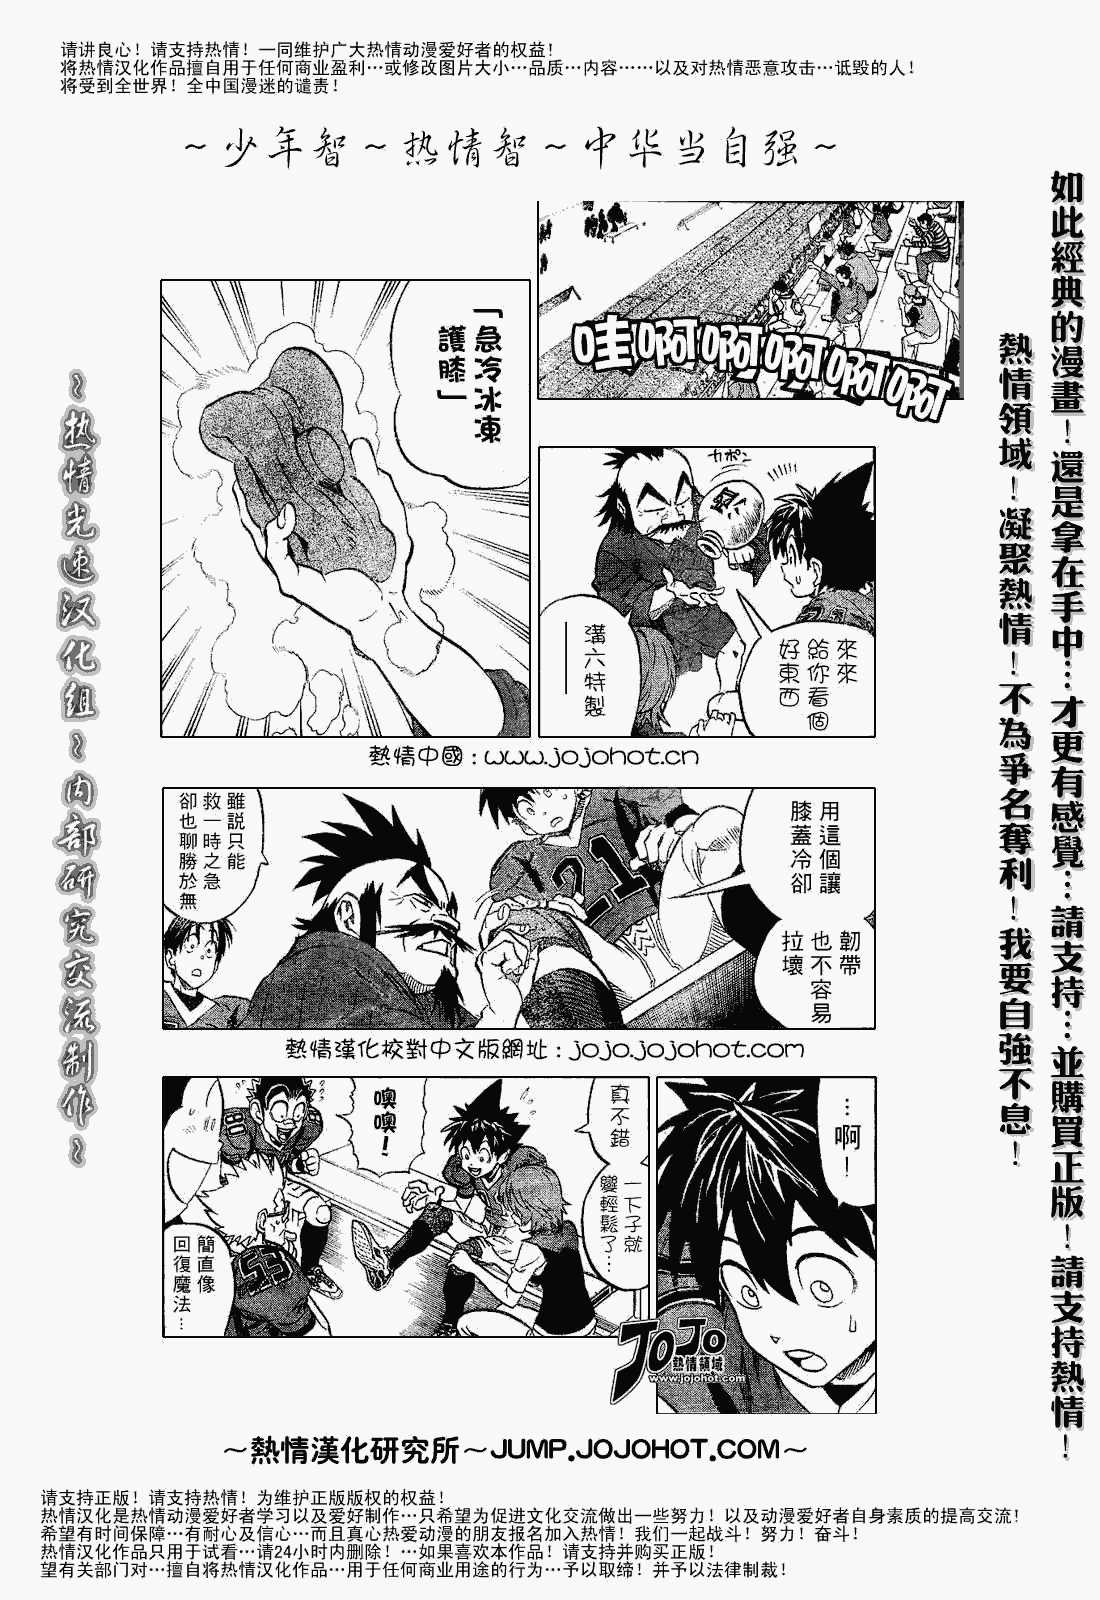 请讲良心！请支持热情！一同维护广大热情动漫爱好者的权益！
将热情汉化作品擅自用于任何商业盈利…或修改图片大小…品质…内容……以及对热情恶意攻击…诋毁的人！
将受到全世界！全中国漫迷的谴责！
～少年智～热情智～中华当自强～
如此經典的漫畫！還是拿在手中…才更有感覺…請支持…並購買正版！請支持熱情！
熱情領域！凝聚熱情！不為爭名奪利！我要自強不息！
～热情光速汉化组～内部研究交流制作～
哇啊啊啊啊啊
カポン
來來
給你看個
好東西
溝六特製
——
「急冷冰凍
護膝」
熱情中國：www.jojohot.cn
用這個讓
膝蓋冷卻
韌帶
也不容易
拉壞
21
雖説只能
救一時之急
卻也聊勝於無
熱情漢化校對中文版網址：jojo.jojohot.com
…啊！
真不錯
一下子就
變輕鬆了…
噢噢！
53
簡直像
回復魔法…
JOJO
熱情領域
www.jojohot.com
～熱情漢化研究所～JUMP.JOJOHOT.COM～
请支持正版！请支持热情！为维护正版版权的权益！
热情汉化是热情动漫爱好者学习以及爱好制作…只希望为促进文化交流做出一些努力！以及动漫爱好者自身素质的提高交流！
希望有时间保障…有耐心及信心…而且真心热爱动漫的朋友报名加入热情！我们一起战斗！努力！奋斗！
热情汉化作品只用于试看…请24小时内删除！…如果喜欢本作品！请支持并购买正版！
望有关部门对…擅自将热情汉化作品…用于任何商业用途的行为…予以取缔！并予以法律制裁！